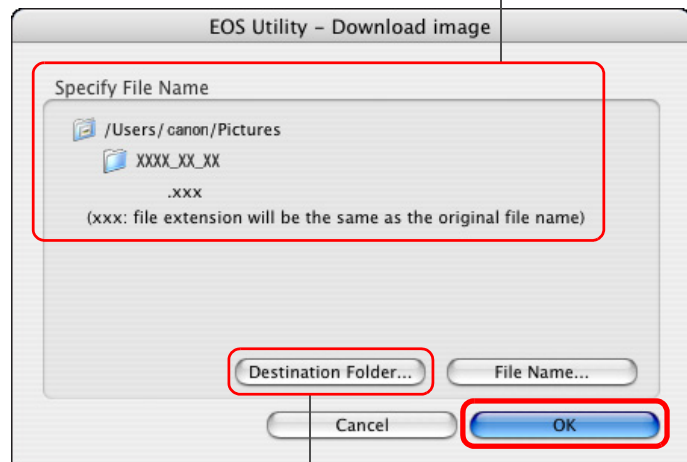 EOS Utility – Download image
Specify File Name
/Users/canon/Pictures
XXXX_XX_XX
.xxx
(xxx: file extension will be the same as the original file name)
Destination Folder... File Name...
Cancel OK